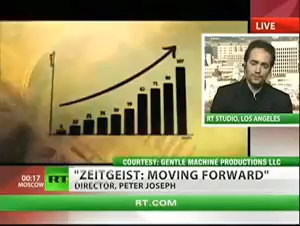 LIVE
RT STUDIO, LOS ANGELES
COURTESY: GENTLE MACHINE PRODUCTIONS LLC
00:17
MOSCOW
RT
"ZEITGEIST: MOVING FORWARD"
DIRECTOR, PETER JOSEPH
RT.COM